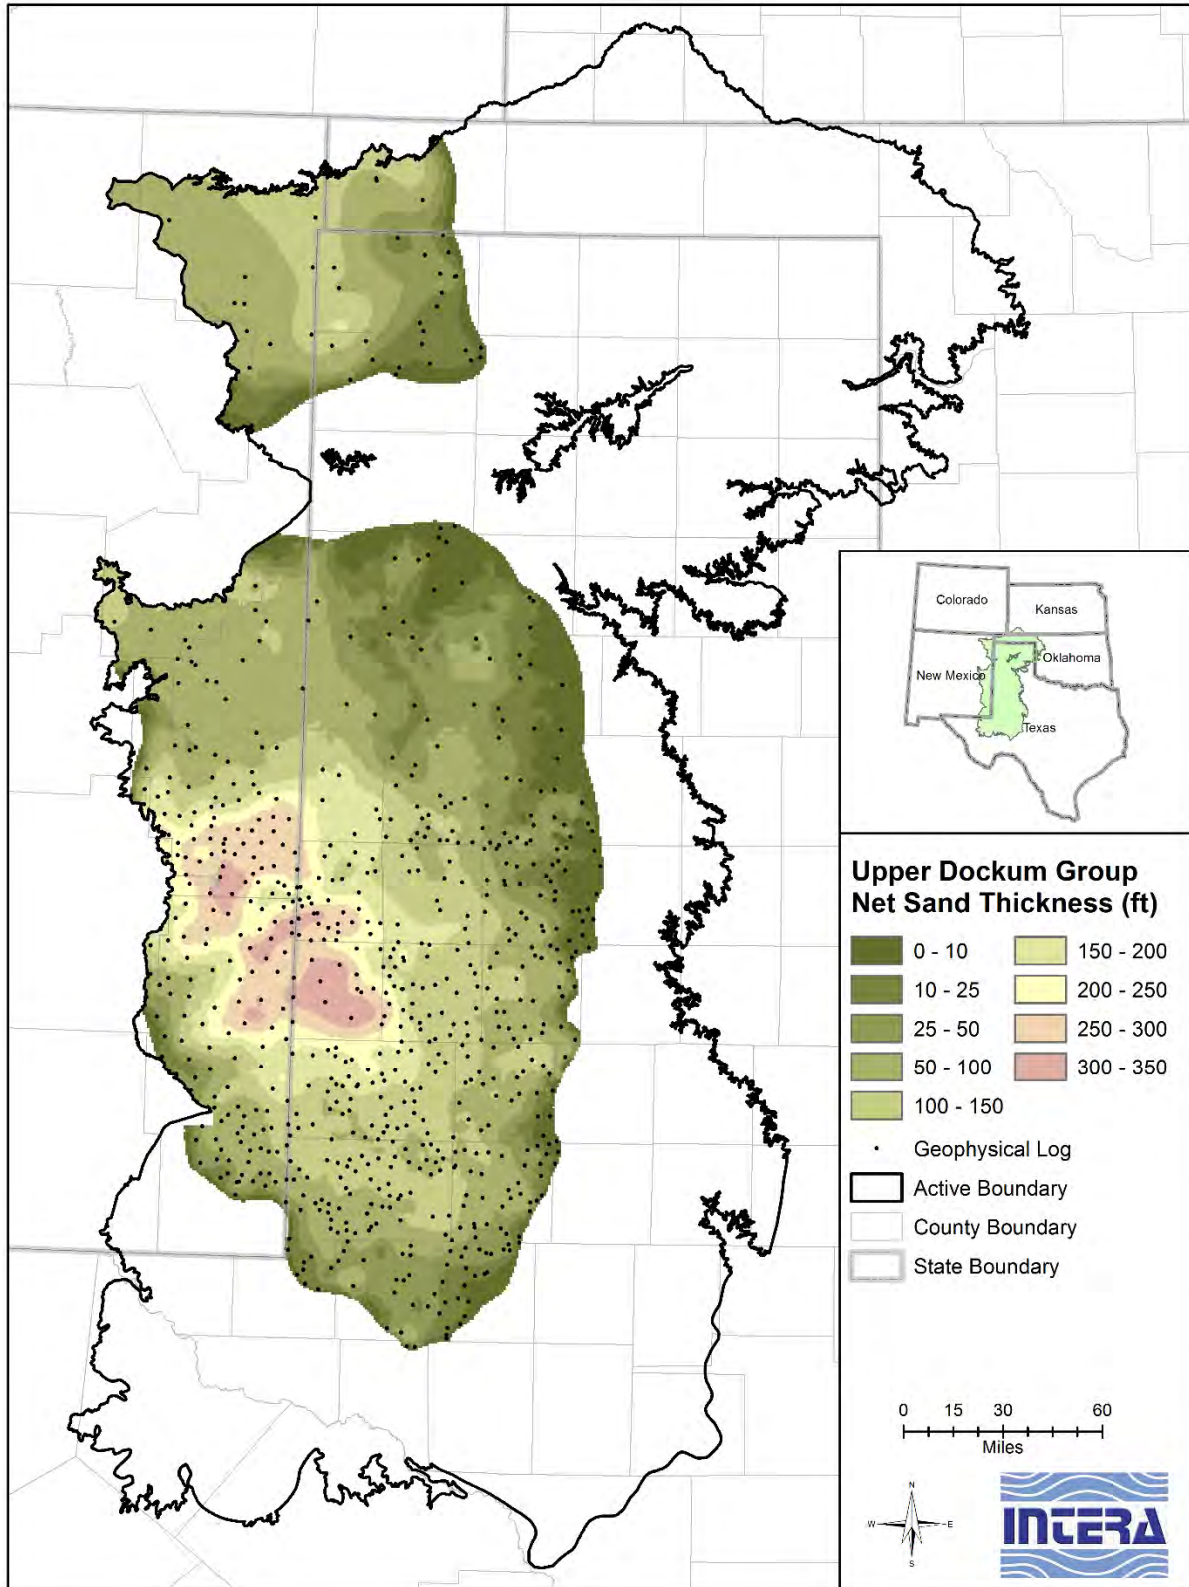 Colorado
Kansas
New Mexico
Oklahoma
Texas
Upper Dockum Group
Net Sand Thickness (ft)
0 - 10
150 - 200
10 - 25
200 - 250
25 - 50
250 - 300
50 - 100
300 - 350
100 - 150
Geophysical Log
Active Boundary
County Boundary
State Boundary
0 15 30 60
Miles
N
W E
S
INTERA